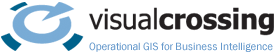 visualcrossing
Operational GIS for Business Intelligence